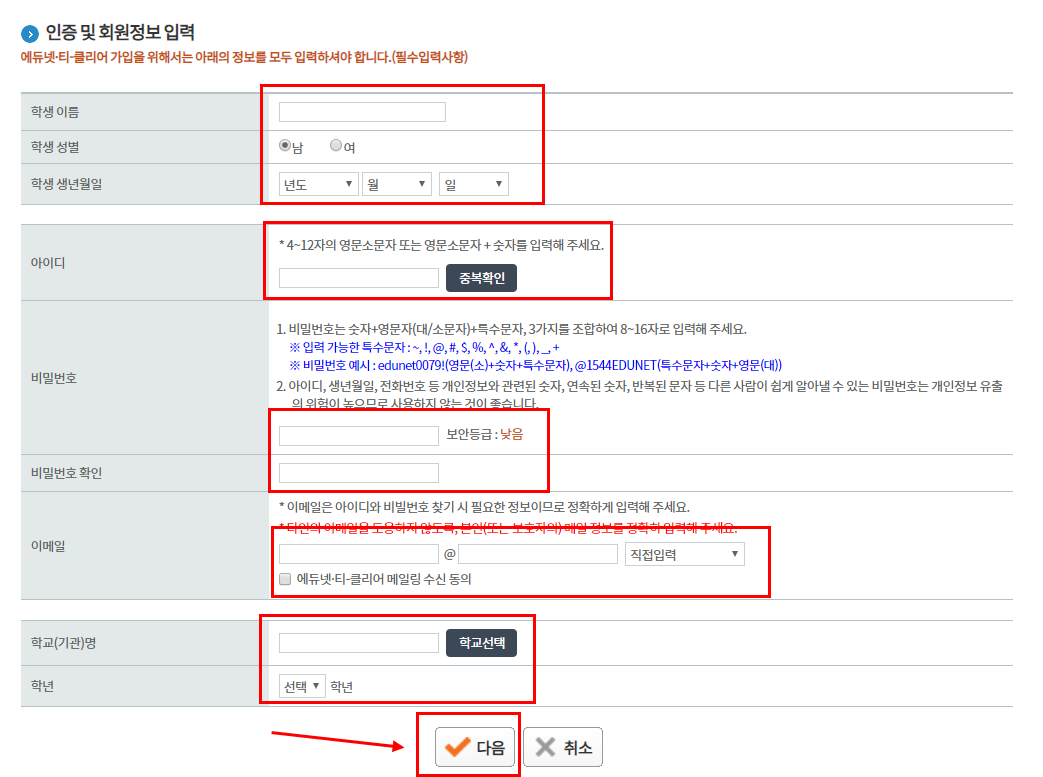 인증 및 회원정보 입력
에듀넷·티-클리어 가입을 위해서는 아래의 정보를 모두 입력하셔야 합니다.(필수입력사항)
학생 이름
학생 성별 남 여
학생 생년월일 년도 월 일
* 4~12자의 영문소문자 또는 영문소문자 + 숫자를 입력해 주세요.
아이디
중복확인
1. 비밀번호는 숫자+영문자(대/소문자)+특수문자, 3가지를 조합하여 8~16자로 입력해 주세요.
※ 입력 가능한 특수문자 : ~, !, @, #, $, %, ^, &, *, (, ), _, +
※ 비밀번호 예시 : edunet0079!(영문(소)+숫자+특수문자), @1544EDUNET(특수문자+숫자+영문(대))
비밀번호
2. 아이디, 생년월일, 전화번호 등 개인정보와 관련된 숫자, 연속된 숫자, 반복된 문자 등 다른 사람이 쉽게 알아낼 수 있는 비밀번호는 개인정보 유출
의 위험이 높으므로 사용하지 않는 것이 좋습니다.
보안등급 : 낮음
비밀번호 확인
* 이메일은 아이디와 비밀번호 찾기 시 필요한 정보이므로 정확하게 입력해 주세요.
* 타인의 이메일을 도용하지 않도록, 본인(또는 보호자의) 메일 정보를 정확히 입력해 주세요.
이메일
@ 직접입력
에듀넷·티-클리어 메일링 수신 동의
학교(기관)명 학교선택
학년 선택 학년
다음 취소